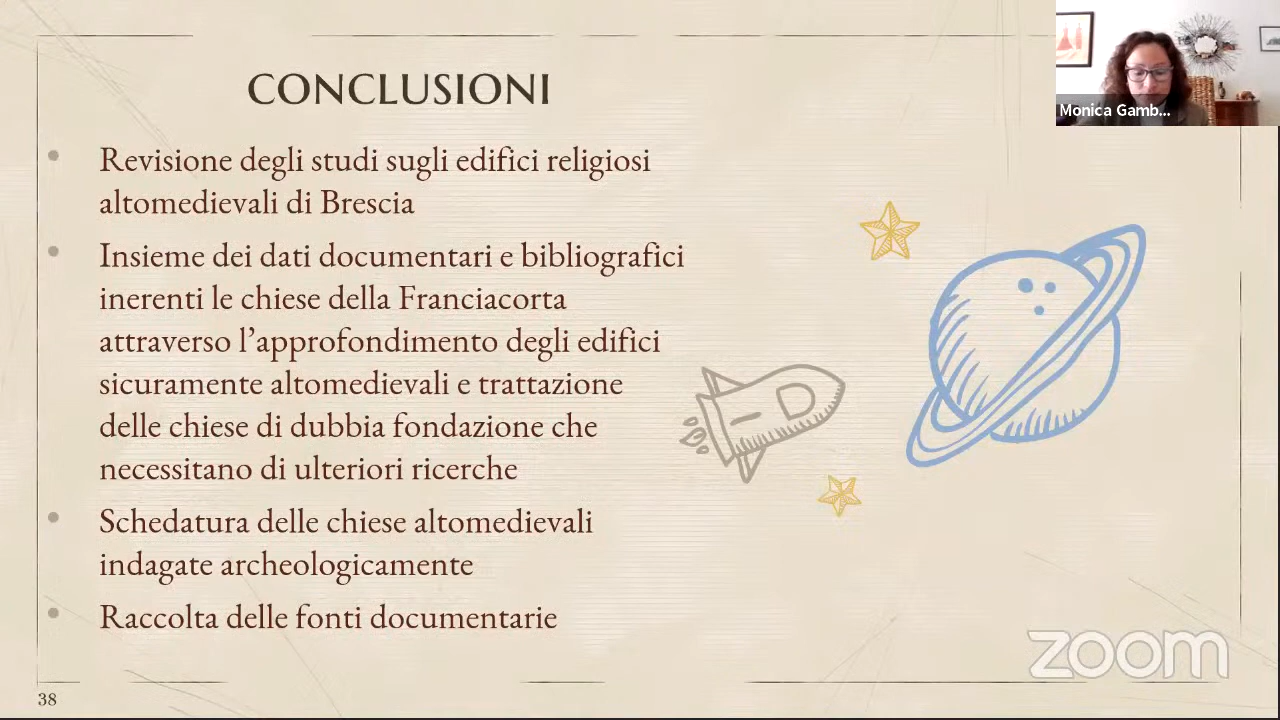 CONCLUSIONI
Monica Gamb...
Revisione degli studi sugli edifici religiosi
altomedievali di Brescia
Insieme dei dati documentari e bibliografici
inerenti le chiese della Franciacorta
attraverso l’approfondimento degli edifici
sicuramente altomedievali e trattazione
delle chiese di dubbia fondazione che
necessitano di ulteriori ricerche
Schedatura delle chiese altomedievali
indagate archeologicamente
Raccolta delle fonti documentarie
zoom
38